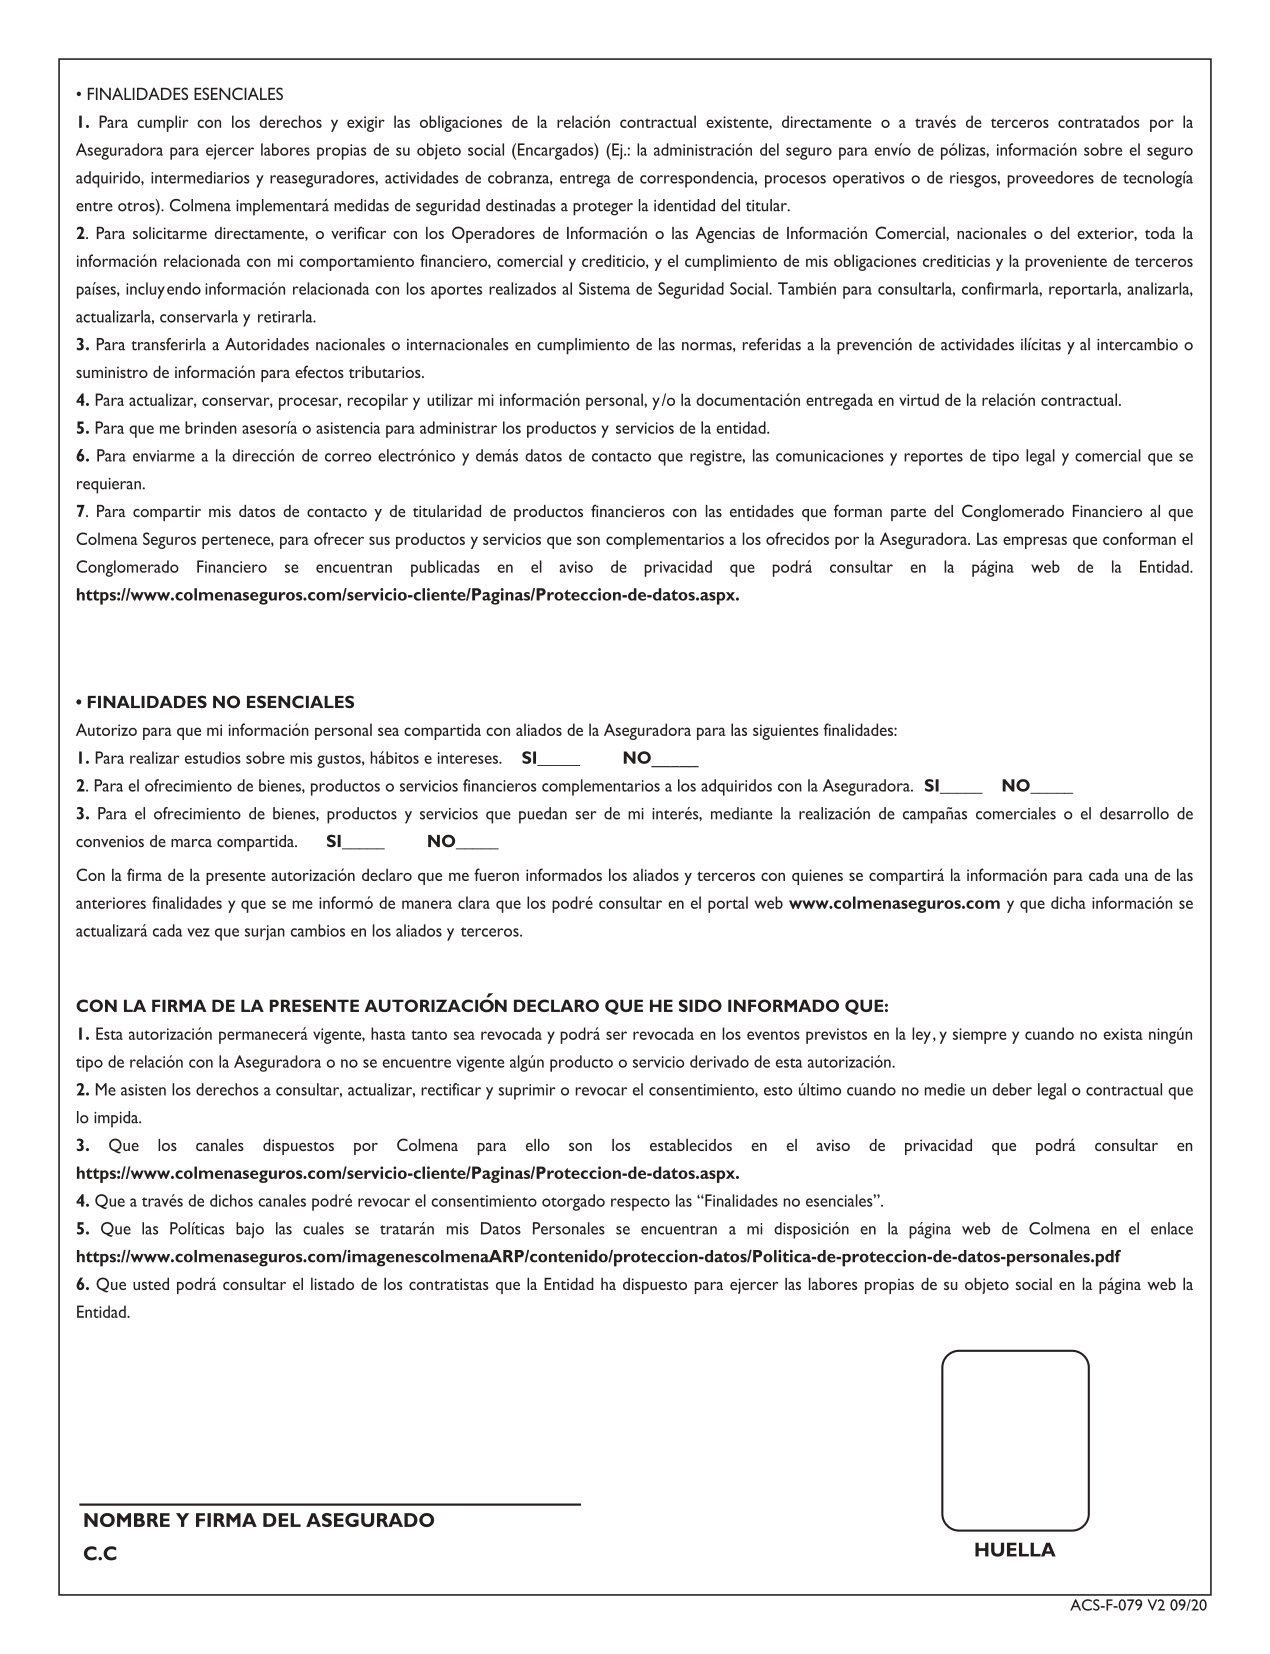 • FINALIDADES ESENCIALES
1. Para cumplir con los derechos y exigir las obligaciones de la relación contractual existente, directamente o a través de terceros contratados por la
Aseguradora para ejercer labores propias de su objeto social (Encargados) (Ej.: la administración del seguro para envío de pólizas, información sobre el seguro
adquirido, intermediarios y reaseguradores, actividades de cobranza, entrega de correspondencia, procesos operativos o de riesgos, proveedores de tecnología
entre otros). Colmena implementará medidas de seguridad destinadas a proteger la identidad del titular.
2. Para solicitarme directamente, o verificar con los Operadores de Información o las Agencias de Información Comercial, nacionales o del exterior, toda la
información relacionada con mi comportamiento financiero, comercial y crediticio, y el cumplimiento de mis obligaciones crediticias y la proveniente de terceros
países, incluyendo información relacionada con los aportes realizados al Sistema de Seguridad Social. También para consultarla, confirmarla, reportarla, analizarla,
actualizarla, conservarla y retirarla.
3. Para transferirla a Autoridades nacionales o internacionales en cumplimiento de las normas, referidas a la prevención de actividades ilícitas y al intercambio o
suministro de información para efectos tributarios.
4. Para actualizar, conservar, procesar, recopilar y utilizar mi información personal, y/o la documentación entregada en virtud de la relación contractual.
5. Para que me brinden asesoría o asistencia para administrar los productos y servicios de la entidad.
6. Para enviarme a la dirección de correo electrónico y demás datos de contacto que registre, las comunicaciones y reportes de tipo legal y comercial que se
requieran.
7. Para compartir mis datos de contacto y de titularidad de productos financieros con las entidades que forman parte del Conglomerado Financiero al que
Colmena Seguros pertenece, para ofrecer sus productos y servicios que son complementarios a los ofrecidos por la Aseguradora. Las empresas que conforman el
Conglomerado Financiero se encuentran publicadas en el aviso de privacidad que podrá consultar en la página web de la Entidad.
https://www.colmenaseguros.com/servicio-cliente/Paginas/Proteccion-de-datos.aspx.
• FINALIDADES NO ESENCIALES
Autorizo para que mi información personal sea compartida con aliados de la Aseguradora para las siguientes finalidades:
1. Para realizar estudios sobre mis gustos, hábitos e intereses. SI_____ NO_____
2. Para el ofrecimiento de bienes, productos o servicios financieros complementarios a los adquiridos con la Aseguradora. SI_____ NO_____
3. Para el ofrecimiento de bienes, productos y servicios que puedan ser de mi interés, mediante la realización de campañas comerciales o el desarrollo de
convenios de marca compartida. SI_____ NO_____
Con la firma de la presente autorización declaro que me fueron informados los aliados y terceros con quienes se compartirá la información para cada una de las
anteriores finalidades y que se me informó de manera clara que los podré consultar en el portal web www.colmenaseguros.com y que dicha información se
actualizará cada vez que surjan cambios en los aliados y terceros.
CON LA FIRMA DE LA PRESENTE AUTORIZACIÓN DECLARO QUE HE SIDO INFORMADO QUE:
1. Esta autorización permanecerá vigente, hasta tanto sea revocada y podrá ser revocada en los eventos previstos en la ley, y siempre y cuando no exista ningún
tipo de relación con la Aseguradora o no se encuentre vigente algún producto o servicio derivado de esta autorización.
2. Me asisten los derechos a consultar, actualizar, rectificar y suprimir o revocar el consentimiento, esto último cuando no medie un deber legal o contractual que
lo impida.
3. Que los canales dispuestos por Colmena para ello son los establecidos en el aviso de privacidad que podrá consultar en
https://www.colmenaseguros.com/servicio-cliente/Paginas/Proteccion-de-datos.aspx.
4. Que a través de dichos canales podré revocar el consentimiento otorgado respecto las “Finalidades no esenciales”.
5. Que las Políticas bajo las cuales se tratarán mis Datos Personales se encuentran a mi disposición en la página web de Colmena en el enlace
https://www.colmenaseguros.com/imagenescolmenaARP/contenido/proteccion-datos/Politica-de-proteccion-de-datos-personales.pdf
6. Que usted podrá consultar el listado de los contratistas que la Entidad ha dispuesto para ejercer las labores propias de su objeto social en la página web la
Entidad.
NOMBRE Y FIRMA DEL ASEGURADO
C.C
HUELLA
ACS-F-079 V2 09/20